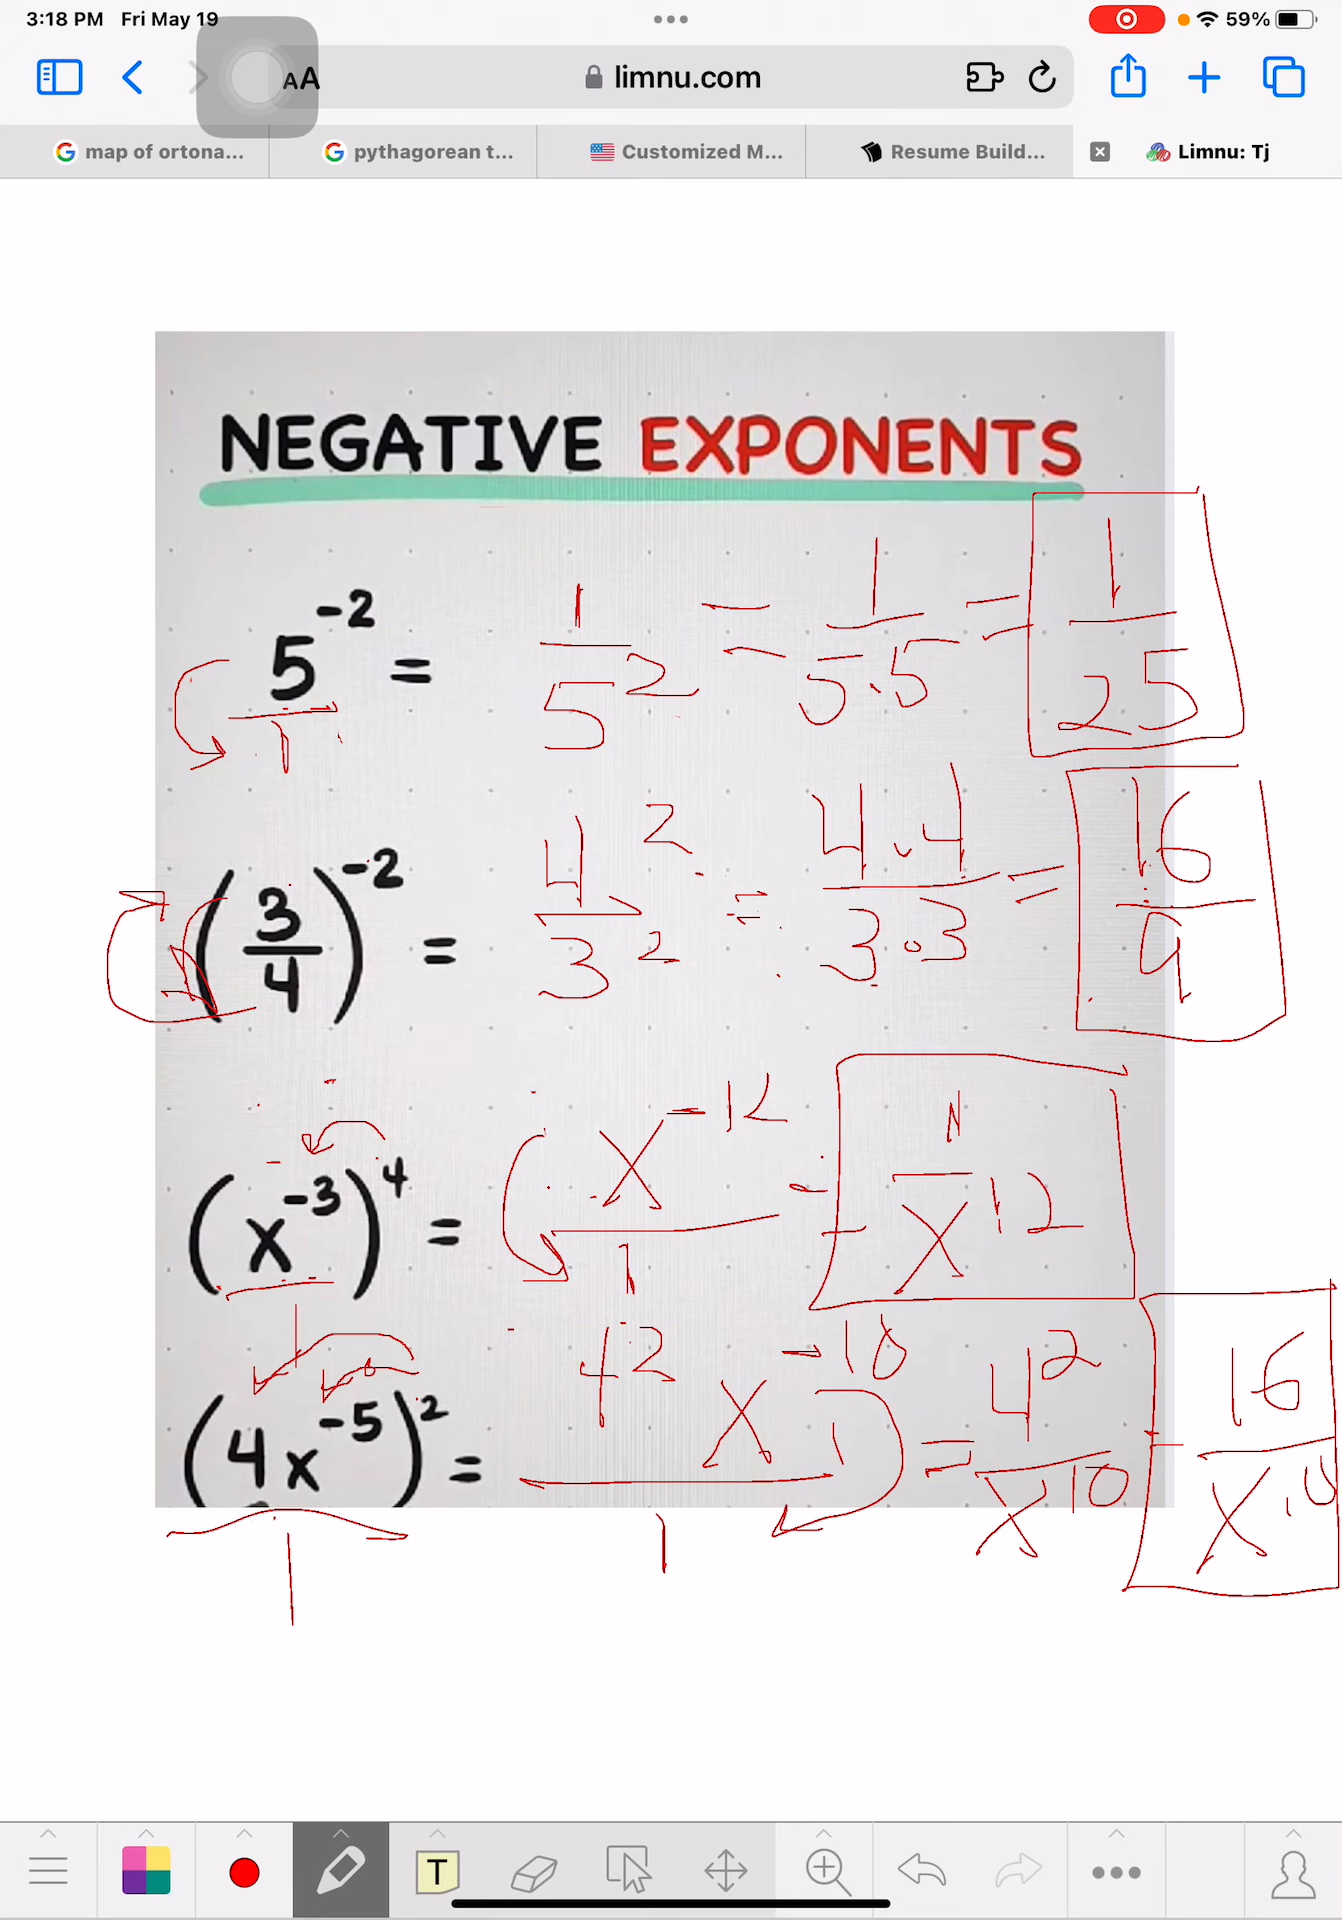 3:18 PM Fri May 19
59%
AA
limnu.com
map of ortona...
pythagorean t...
Customized M...
Resume Build...
Limnu: Tj
NEGATIVE EXPONENTS
5^-2 / 1 = 1/5^2 = 1/5·5 = 1/25
(3/4)^-2 = 4^2/3^2 = 4·4/3·3 = 16/9
(x^-3)^4 / 1 = x^-12 / 1 = 1/x^12
(4x^-5)^2 / 1 = 4^2 x^-10 / 1 = 4^2/x^10 = 16/x^10
T